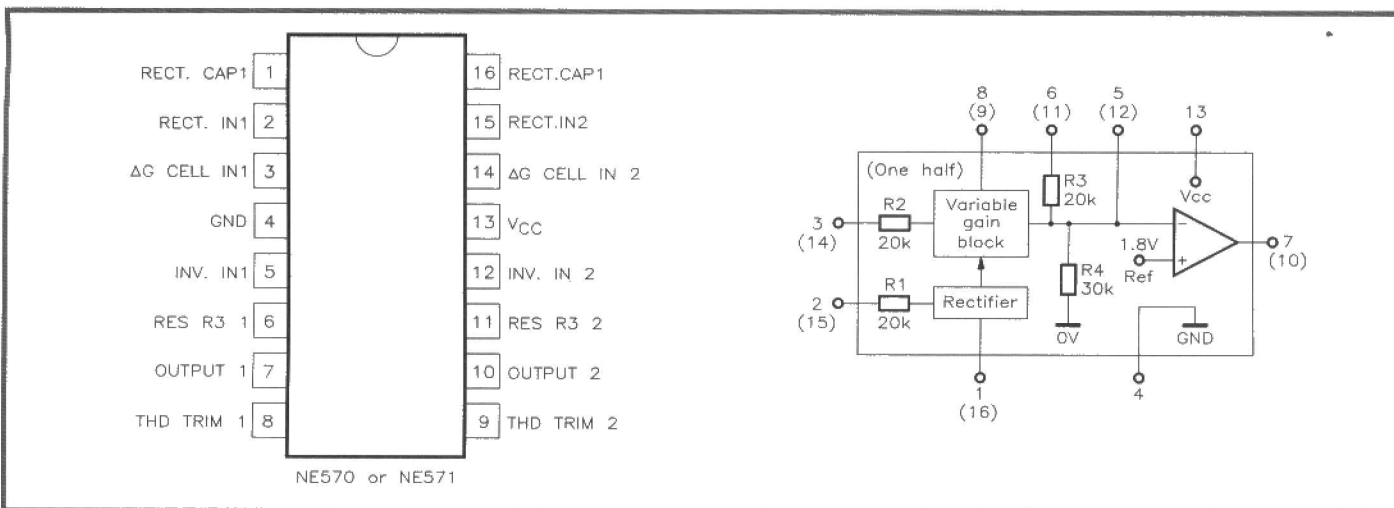 RECT. CAP1 1
RECT. IN1 2
ΔG CELL IN1 3
GND 4
INV. IN1 5
RES R3 1 6
OUTPUT 1 7
THD TRIM 1 8
16 RECT.CAP1
15 RECT.IN2
14 ΔG CELL IN 2
13 VCC
12 INV. IN 2
11 RES R3 2
10 OUTPUT 2
9 THD TRIM 2
NE570 or NE571
8
(9)
6
(11)
5
(12)
13
(One half)
Vcc
R3
20k
R2
20k
Variable
gain
block
3
(14)
1.8V
Ref
−
+
7
(10)
R4
30k
R1
20k
Rectifier
2
(15)
0V
GND
1
(16)
4